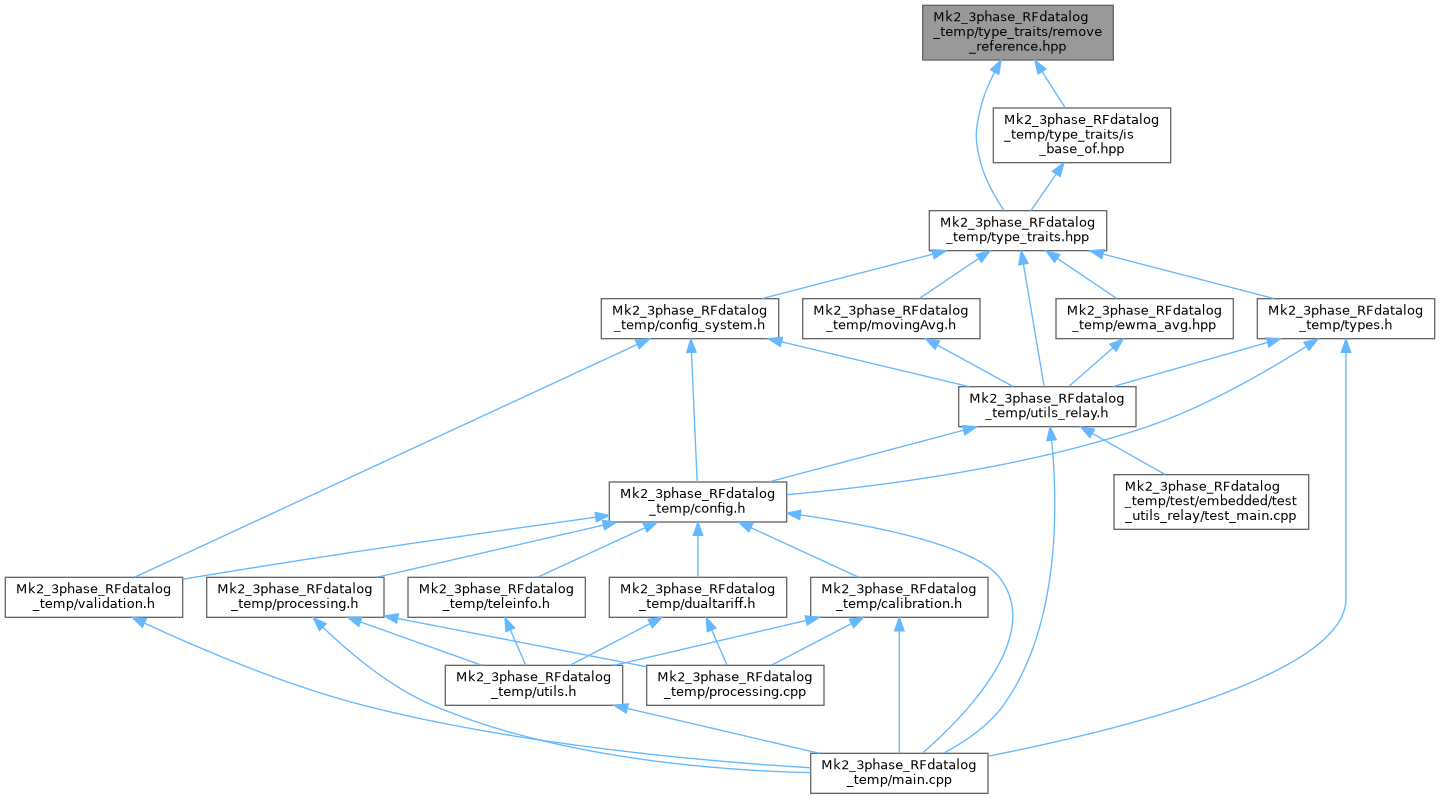 Mk2_3phase_RFdatalog
_temp/type_traits/remove
_reference.hpp
Mk2_3phase_RFdatalog
_temp/type_traits/is
_base_of.hpp
Mk2_3phase_RFdatalog
_temp/type_traits.hpp
Mk2_3phase_RFdatalog
_temp/config_system.h
Mk2_3phase_RFdatalog
_temp/movingAvg.h
Mk2_3phase_RFdatalog
_temp/ewma_avg.hpp
Mk2_3phase_RFdatalog
_temp/types.h
Mk2_3phase_RFdatalog
_temp/utils_relay.h
Mk2_3phase_RFdatalog
_temp/config.h
Mk2_3phase_RFdatalog
_temp/test/embedded/test
_utils_relay/test_main.cpp
Mk2_3phase_RFdatalog
_temp/validation.h
Mk2_3phase_RFdatalog
_temp/processing.h
Mk2_3phase_RFdatalog
_temp/teleinfo.h
Mk2_3phase_RFdatalog
_temp/dualtariff.h
Mk2_3phase_RFdatalog
_temp/calibration.h
Mk2_3phase_RFdatalog
_temp/utils.h
Mk2_3phase_RFdatalog
_temp/processing.cpp
Mk2_3phase_RFdatalog
_temp/main.cpp